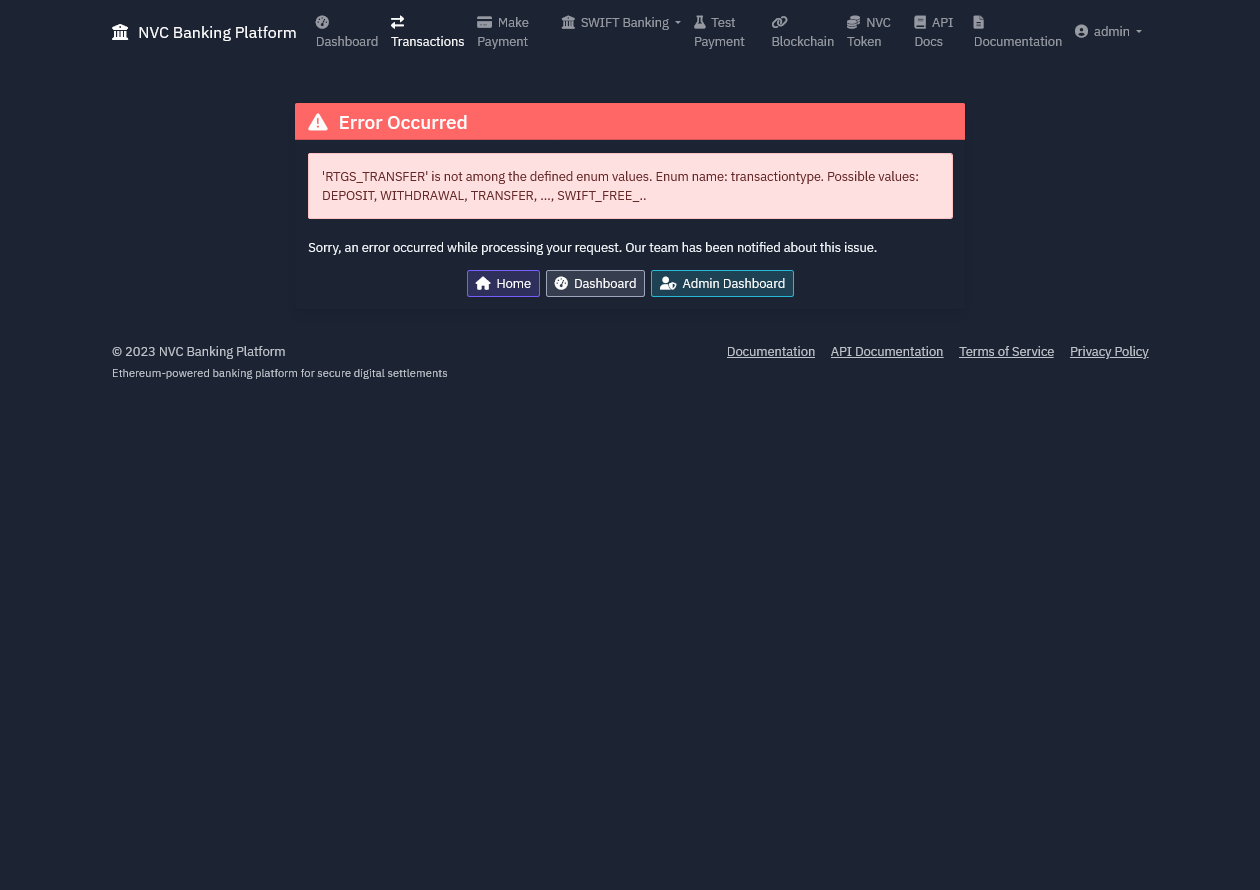 NVC Banking Platform
Dashboard
Transactions
Make
Payment
SWIFT Banking
Test
Payment
Blockchain
NVC
Token
API
Docs
Documentation
admin
Error Occurred
'RTGS_TRANSFER' is not among the defined enum values. Enum name: transactiontype. Possible values:
DEPOSIT, WITHDRAWAL, TRANSFER, ..., SWIFT_FREE_..
Sorry, an error occurred while processing your request. Our team has been notified about this issue.
Home
Dashboard
Admin Dashboard
© 2023 NVC Banking Platform
Ethereum-powered banking platform for secure digital settlements
Documentation
API Documentation
Terms of Service
Privacy Policy